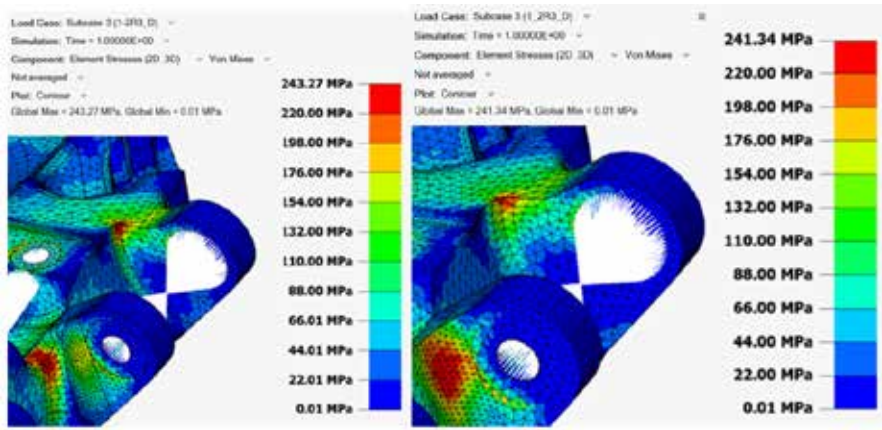 Load Case: Subcase 3 (1-2R3_D)
Simulation: Time = 1.00000E+00
Component: Element Stresses (2D 3D) Von Mises
Not averaged
Plot: Contour
Global Max = 243.27 MPa, Global Min = 0.01 MPa
243.27 MPa
220.00 MPa
198.00 MPa
176.00 MPa
154.00 MPa
132.00 MPa
110.00 MPa
88.00 MPa
66.01 MPa
44.01 MPa
22.01 MPa
0.01 MPa
Load Case: Subcase 3 (1_2R3_D)
Simulation: Time = 1.00000E+00
Component: Element Stresses (2D 3D) Von Mises
Not averaged
Plot: Contour
Global Max = 241.34 MPa, Global Min = 0.01 MPa
241.34 MPa
220.00 MPa
198.00 MPa
176.00 MPa
154.00 MPa
132.00 MPa
110.00 MPa
88.00 MPa
66.00 MPa
44.00 MPa
22.00 MPa
0.01 MPa